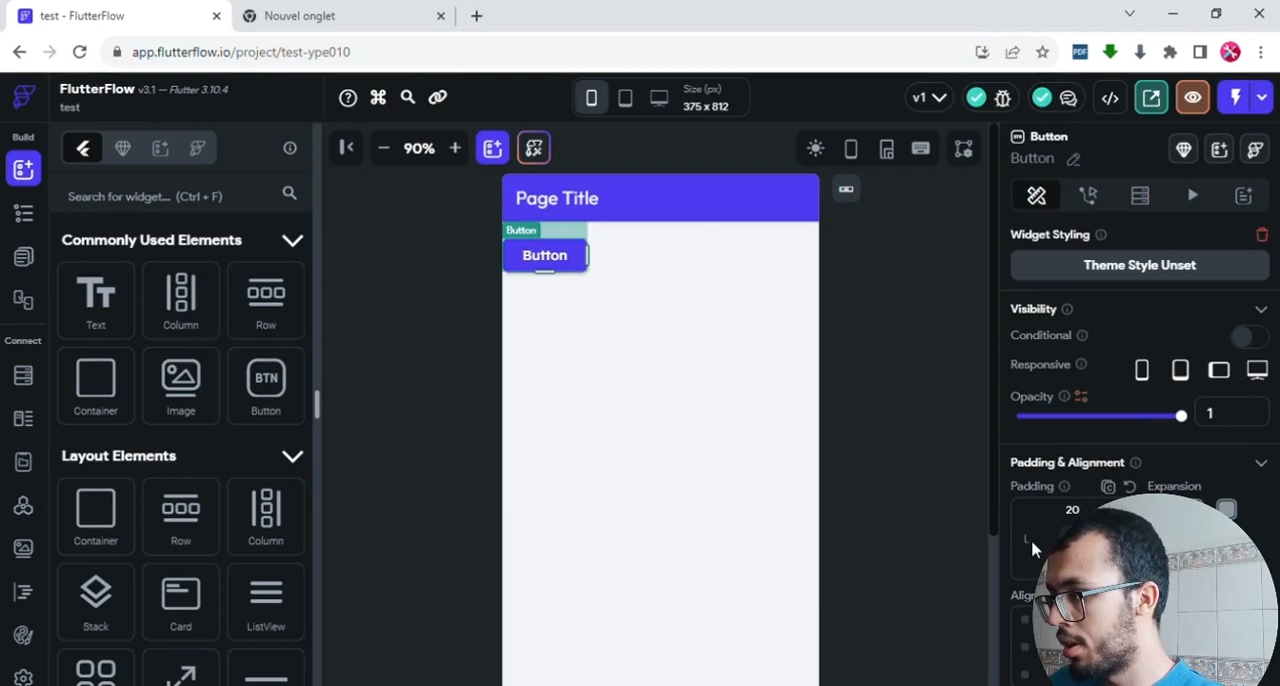 test - FlutterFlow
Nouvel onglet
app.flutterflow.io/project/test-ype010
PDF
FlutterFlow v3.1 – Flutter 3.10.4
test
90%
Size (px)
375 x 812
v1
Build
Search for widget... (Ctrl + F)
Commonly Used Elements
Text
Column
Row
BTN
Container
Image
Button
Connect
Layout Elements
Container
Row
Column
Stack
Card
ListView
Page Title
Button
Button
Button
Button
Widget Styling
Theme Style Unset
Visibility
Conditional
Responsive
Opacity
1
Padding & Alignment
Padding
Expansion
20
L